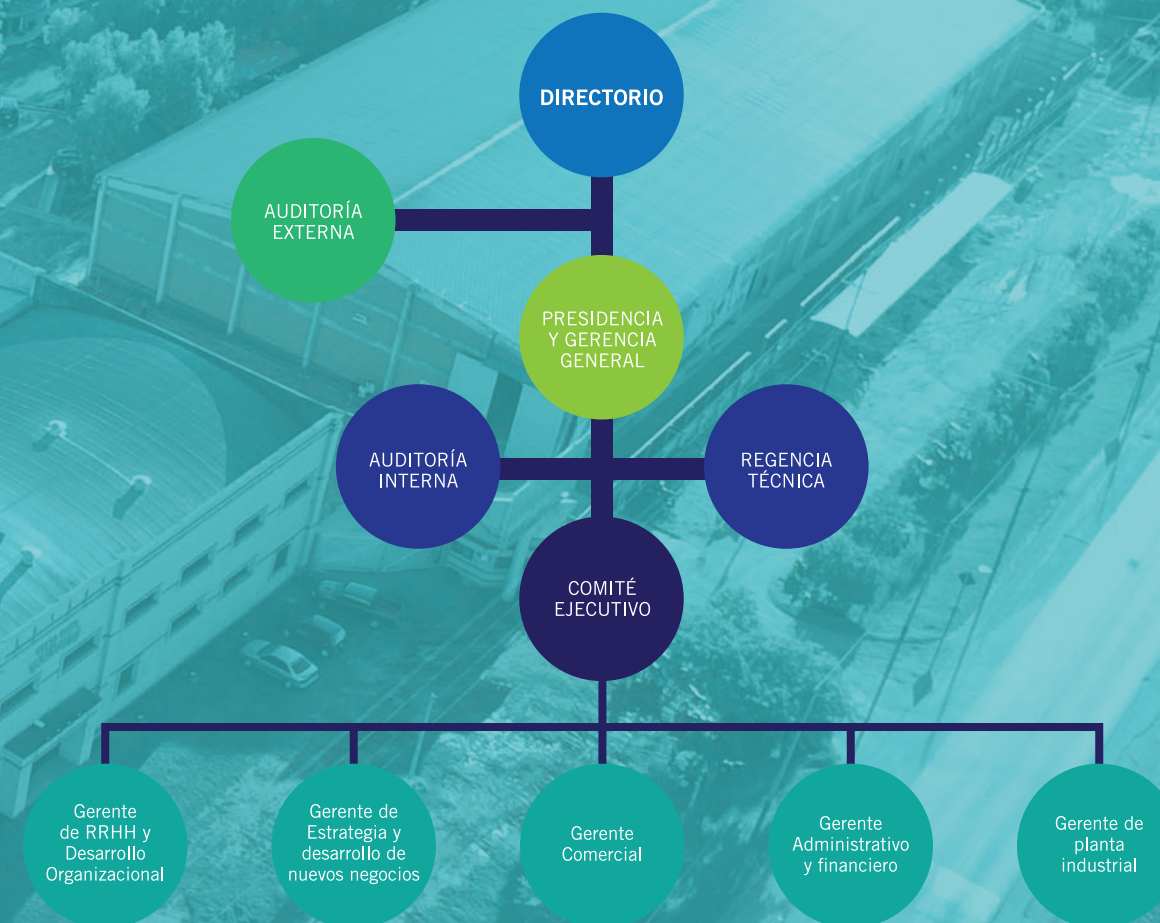 DIRECTORIO
AUDITORÍA
EXTERNA
PRESIDENCIA
Y GERENCIA
GENERAL
AUDITORÍA
INTERNA
REGENCIA
TÉCNICA
COMITÉ
EJECUTIVO
Gerente
de RRHH y
Desarrollo
Organizacional
Gerente de
Estrategia y
desarrollo de
nuevos negocios
Gerente
Comercial
Gerente
Administrativo
y financiero
Gerente de
planta
industrial